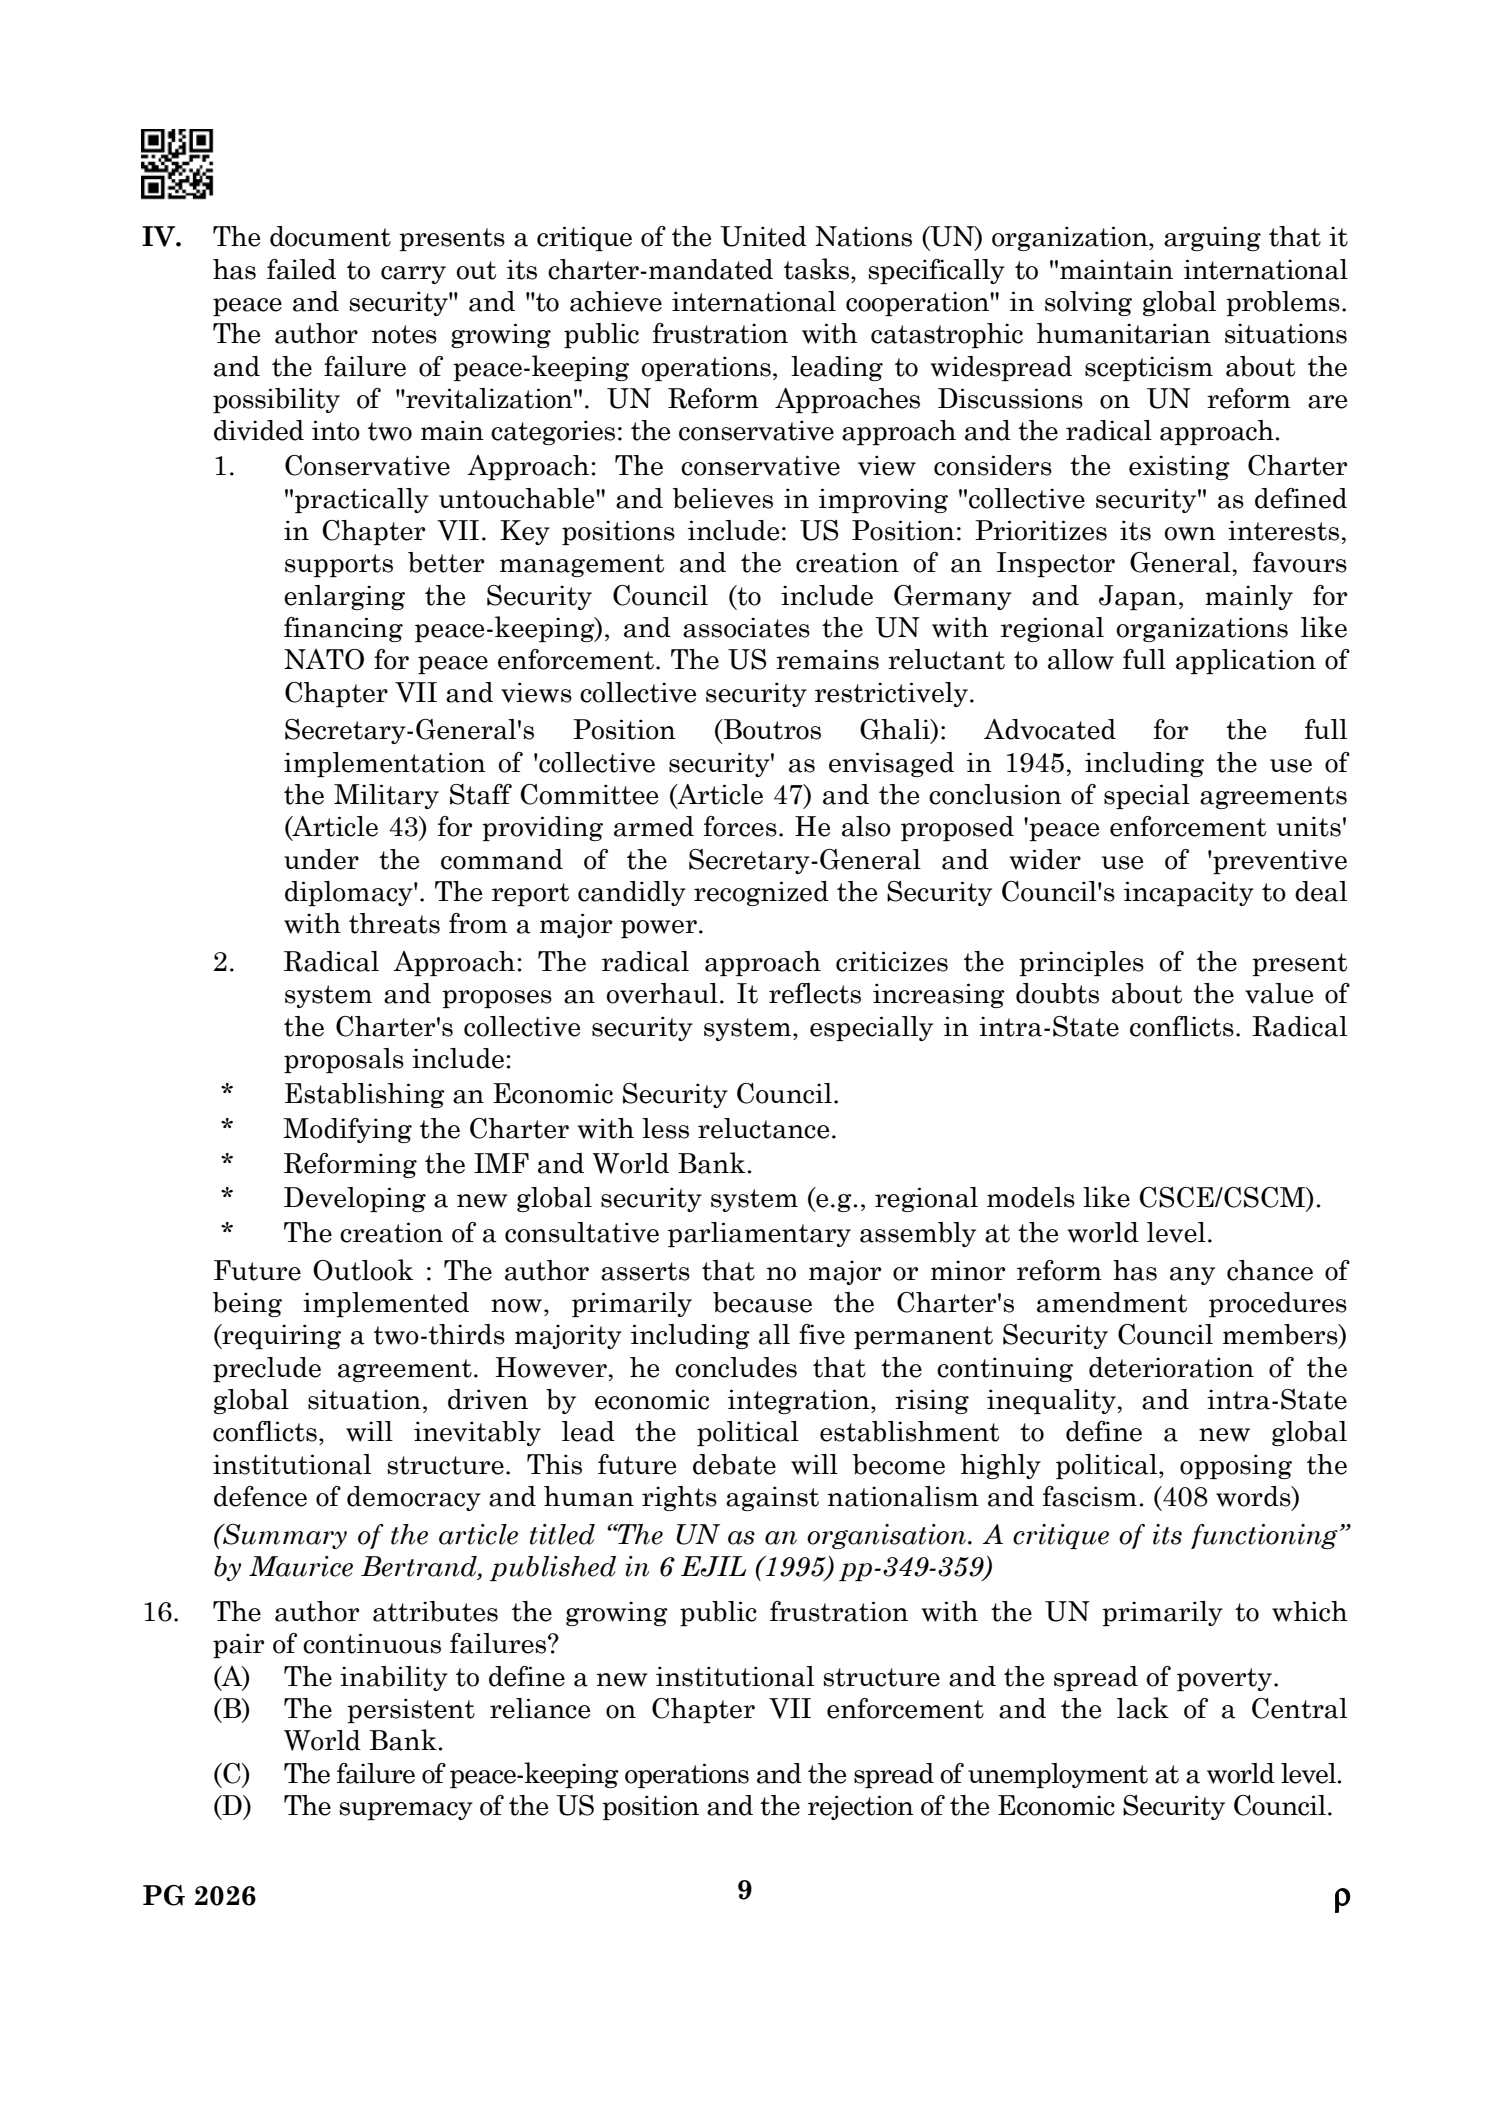 IV. The document presents a critique of the United Nations (UN) organization, arguing that it
has failed to carry out its charter-mandated tasks, specifically to "maintain international
peace and security" and "to achieve international cooperation" in solving global problems.
The author notes growing public frustration with catastrophic humanitarian situations
and the failure of peace-keeping operations, leading to widespread scepticism about the
possibility of "revitalization". UN Reform Approaches Discussions on UN reform are
divided into two main categories: the conservative approach and the radical approach.
1. Conservative Approach: The conservative view considers the existing Charter
"practically untouchable" and believes in improving "collective security" as defined
in Chapter VII. Key positions include: US Position: Prioritizes its own interests,
supports better management and the creation of an Inspector General, favours
enlarging the Security Council (to include Germany and Japan, mainly for
financing peace-keeping), and associates the UN with regional organizations like
NATO for peace enforcement. The US remains reluctant to allow full application of
Chapter VII and views collective security restrictively.
Secretary-General's Position (Boutros Ghali): Advocated for the full
implementation of 'collective security' as envisaged in 1945, including the use of
the Military Staff Committee (Article 47) and the conclusion of special agreements
(Article 43) for providing armed forces. He also proposed 'peace enforcement units'
under the command of the Secretary-General and wider use of 'preventive
diplomacy'. The report candidly recognized the Security Council's incapacity to deal
with threats from a major power.
2. Radical Approach: The radical approach criticizes the principles of the present
system and proposes an overhaul. It reflects increasing doubts about the value of
the Charter's collective security system, especially in intra-State conflicts. Radical
proposals include:
* Establishing an Economic Security Council.
* Modifying the Charter with less reluctance.
* Reforming the IMF and World Bank.
* Developing a new global security system (e.g., regional models like CSCE/CSCM).
* The creation of a consultative parliamentary assembly at the world level.
Future Outlook : The author asserts that no major or minor reform has any chance of
being implemented now, primarily because the Charter's amendment procedures
(requiring a two-thirds majority including all five permanent Security Council members)
preclude agreement. However, he concludes that the continuing deterioration of the
global situation, driven by economic integration, rising inequality, and intra-State
conflicts, will inevitably lead the political establishment to define a new global
institutional structure. This future debate will become highly political, opposing the
defence of democracy and human rights against nationalism and fascism. (408 words)
(Summary of the article titled “The UN as an organisation. A critique of its functioning”
by Maurice Bertrand, published in 6 EJIL (1995) pp-349-359)
16. The author attributes the growing public frustration with the UN primarily to which
pair of continuous failures?
(A) The inability to define a new institutional structure and the spread of poverty.
(B) The persistent reliance on Chapter VII enforcement and the lack of a Central
World Bank.
(C) The failure of peace-keeping operations and the spread of unemployment at a world level.
(D) The supremacy of the US position and the rejection of the Economic Security Council.
PG 2026 9 ρ